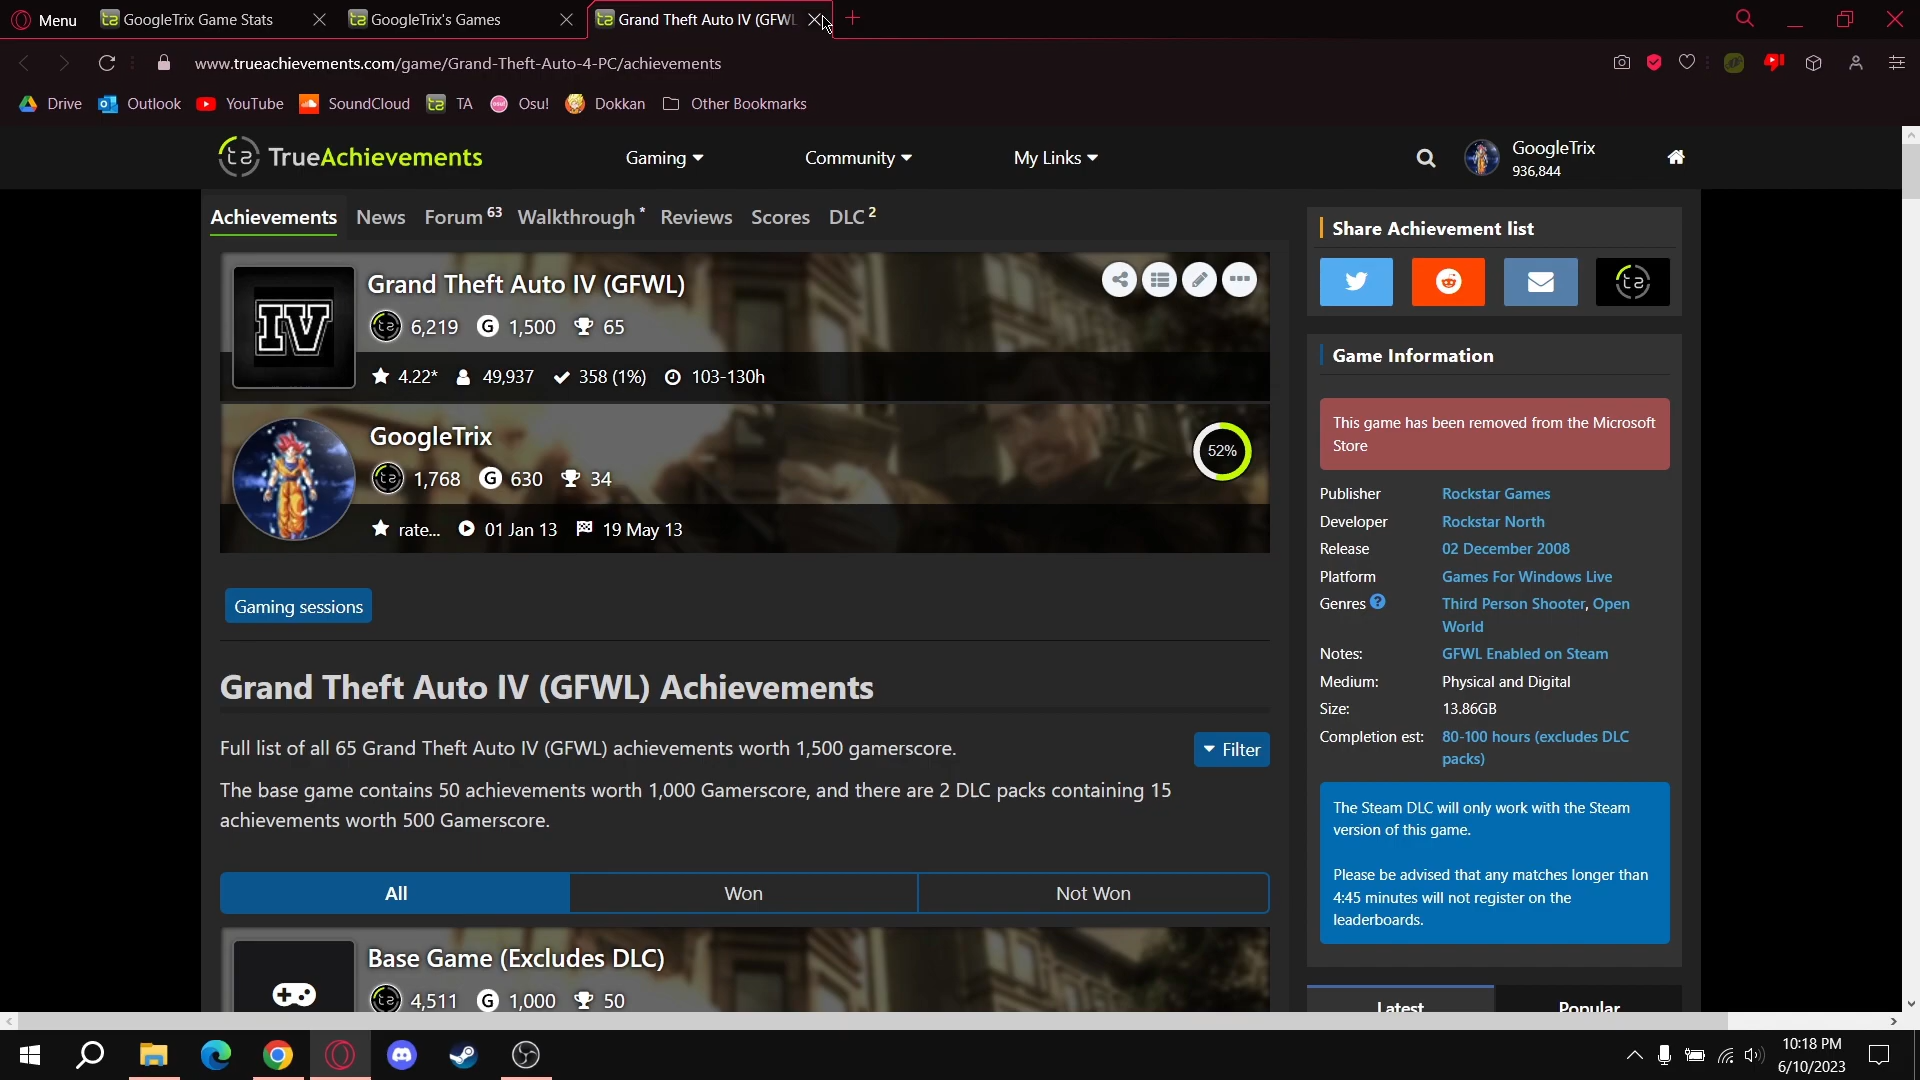 Menu
GoogleTrix Game Stats
GoogleTrix's Games
Grand Theft Auto IV (GFWL
www.trueachievements.com/game/Grand-Theft-Auto-4-PC/achievements
Drive
Outlook
YouTube
SoundCloud
TA
Osu!
Dokkan
Other Bookmarks
TrueAchievements
Gaming
Community
My Links
GoogleTrix
936,844
Achievements
News
Forum 63
Walkthrough *
Reviews
Scores
DLC 2
Grand Theft Auto IV (GFWL)
6,219 G 1,500 65
4.22* 49,937 358 (1%) 103-130h
GoogleTrix
1,768 G 630 34
52%
rate... 01 Jan 13 19 May 13
Gaming sessions
Grand Theft Auto IV (GFWL) Achievements
Full list of all 65 Grand Theft Auto IV (GFWL) achievements worth 1,500 gamerscore.
Filter
The base game contains 50 achievements worth 1,000 Gamerscore, and there are 2 DLC packs containing 15
achievements worth 500 Gamerscore.
All
Won
Not Won
Base Game (Excludes DLC)
4,511 G 1,000 50
Share Achievement list
Game Information
This game has been removed from the Microsoft
Store
Publisher Rockstar Games
Developer Rockstar North
Release 02 December 2008
Platform Games For Windows Live
Genres ? Third Person Shooter, Open
World
Notes: GFWL Enabled on Steam
Medium: Physical and Digital
Size: 13.86GB
Completion est: 80-100 hours (excludes DLC
packs)
The Steam DLC will only work with the Steam
version of this game.
Please be advised that any matches longer than
4:45 minutes will not register on the
leaderboards.
Latest
Popular
10:18 PM
6/10/2023